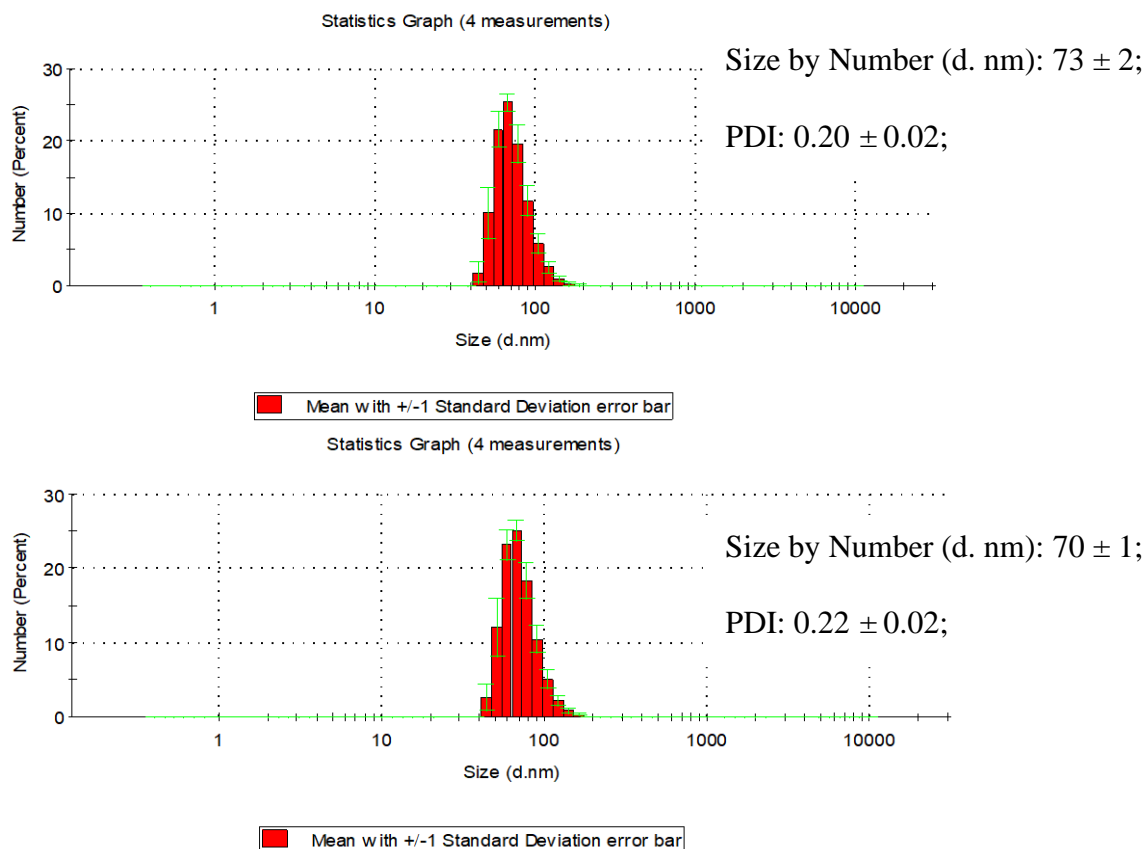 Statistics Graph (4 measurements)
Size by Number (d. nm): 73 ± 2;
PDI: 0.20 ± 0.02;
Number (Percent)
30
20
10
0
1
10
100
1000
10000
Size (d.nm)
Mean with +/-1 Standard Deviation error bar
Statistics Graph (4 measurements)
Size by Number (d. nm): 70 ± 1;
PDI: 0.22 ± 0.02;
Number (Percent)
30
20
10
0
1
10
100
1000
10000
Size (d.nm)
Mean with +/-1 Standard Deviation error bar